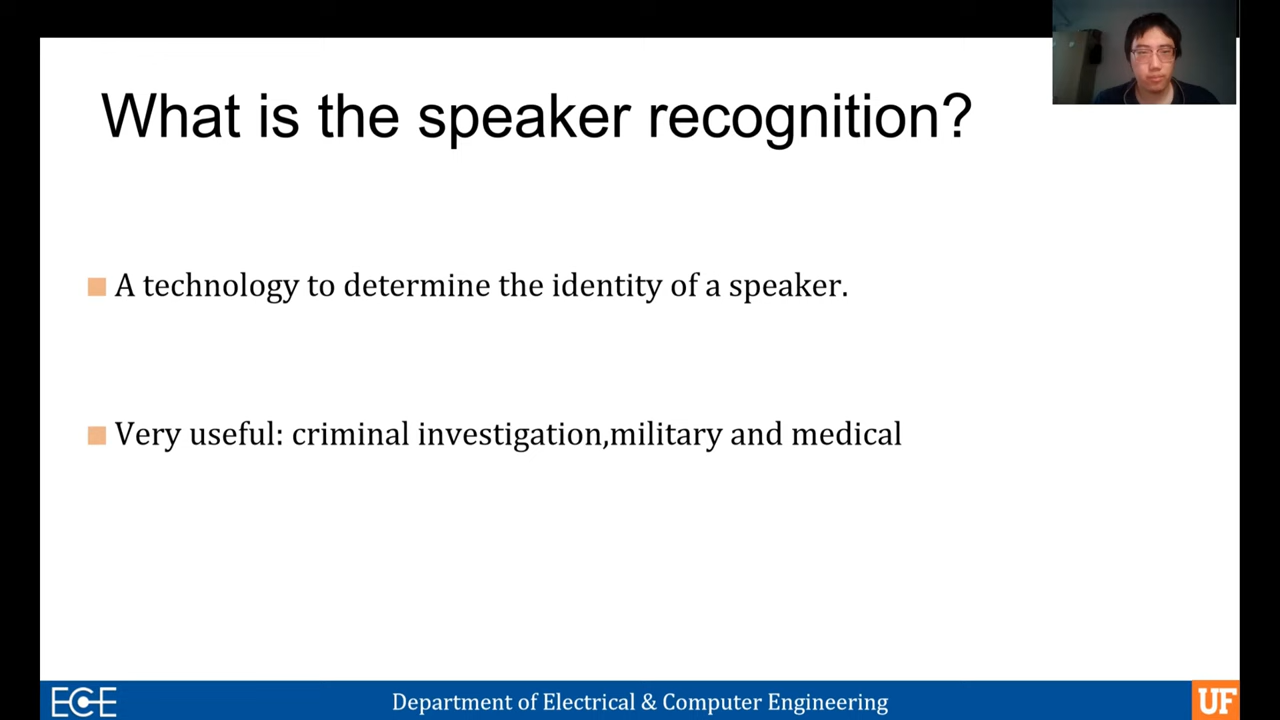 What is the speaker recognition?
A technology to determine the identity of a speaker.
Very useful: criminal investigation,military and medical
ECE
Department of Electrical & Computer Engineering
UF